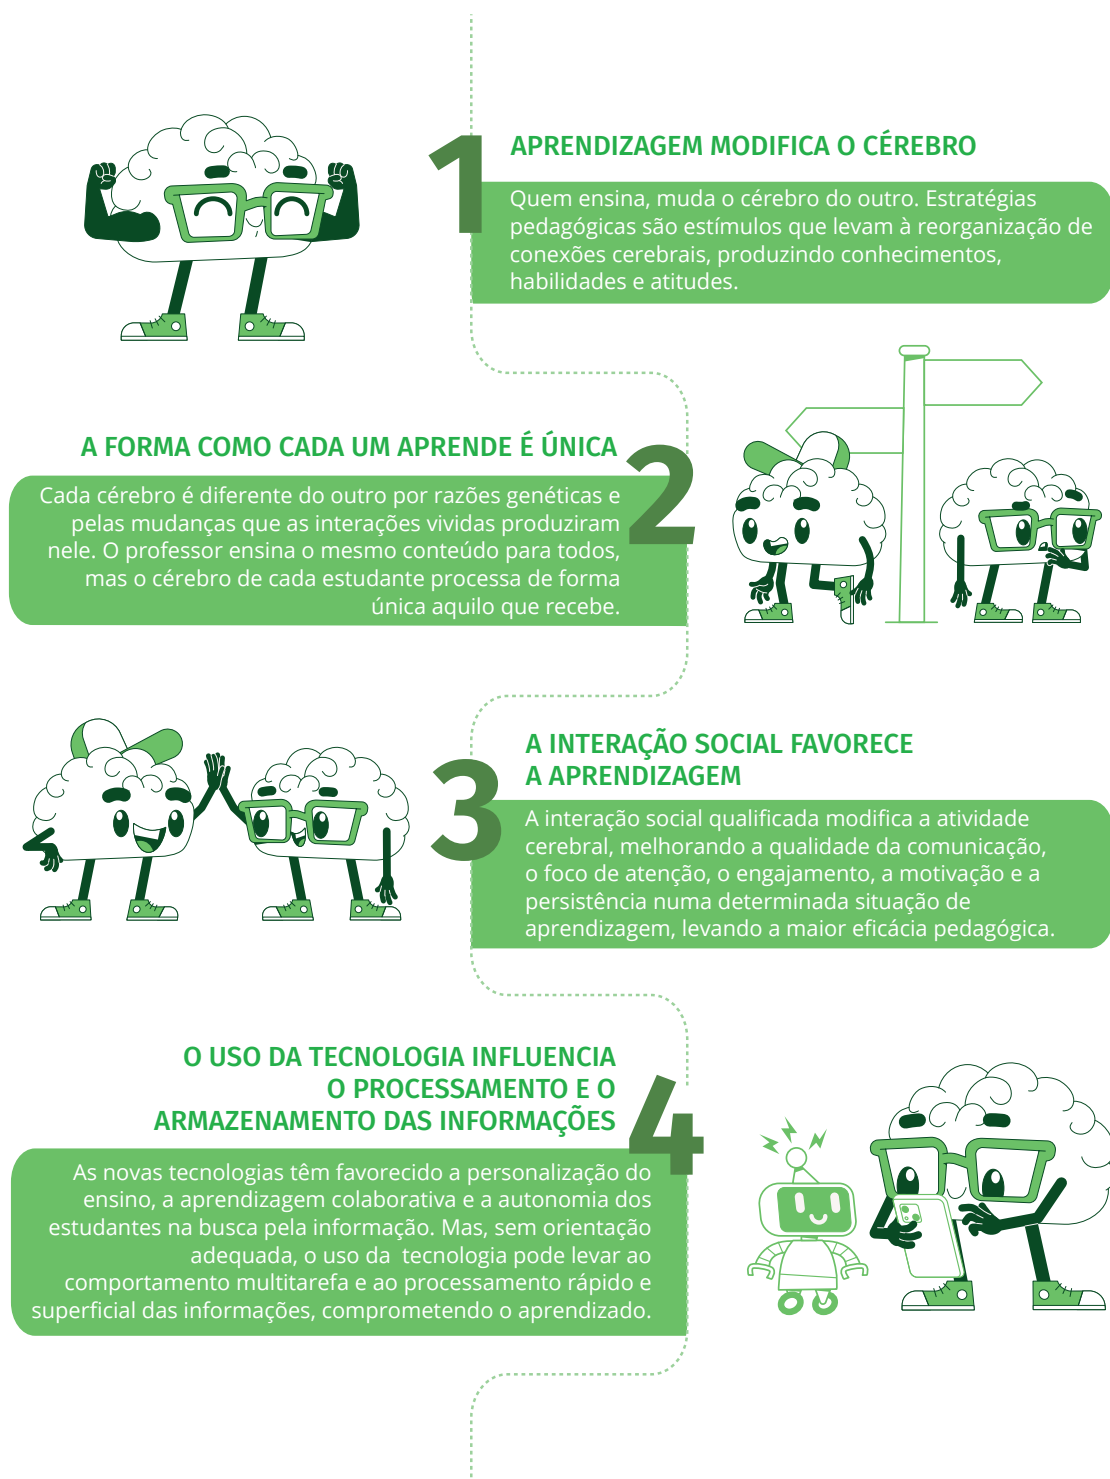 1
APRENDIZAGEM MODIFICA O CÉREBRO
Quem ensina, muda o cérebro do outro. Estratégias
pedagógicas são estímulos que levam à reorganização de
conexões cerebrais, produzindo conhecimentos,
habilidades e atitudes.
A FORMA COMO CADA UM APRENDE É ÚNICA
2
Cada cérebro é diferente do outro por razões genéticas e
pelas mudanças que as interações vividas produziram
nele. O professor ensina o mesmo conteúdo para todos,
mas o cérebro de cada estudante processa de forma
única aquilo que recebe.
3
A INTERAÇÃO SOCIAL FAVORECE
A APRENDIZAGEM
A interação social qualificada modifica a atividade
cerebral, melhorando a qualidade da comunicação,
o foco de atenção, o engajamento, a motivação e a
persistência numa determinada situação de
aprendizagem, levando a maior eficácia pedagógica.
O USO DA TECNOLOGIA INFLUENCIA
O PROCESSAMENTO E O
ARMAZENAMENTO DAS INFORMAÇÕES
4
As novas tecnologias têm favorecido a personalização do
ensino, a aprendizagem colaborativa e a autonomia dos
estudantes na busca pela informação. Mas, sem orientação
adequada, o uso da tecnologia pode levar ao
comportamento multitarefa e ao processamento rápido e
superficial das informações, comprometendo o aprendizado.